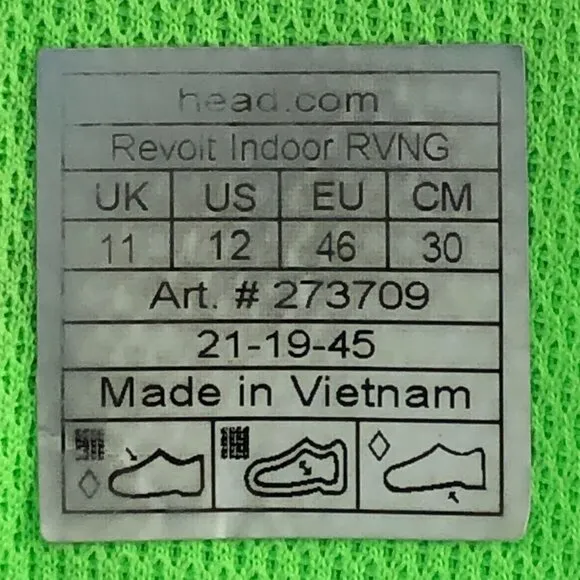 head.com
Revolt Indoor RVNG
UK US EU CM
11 12 46 30
Art. # 273709
21-19-45
Made in Vietnam